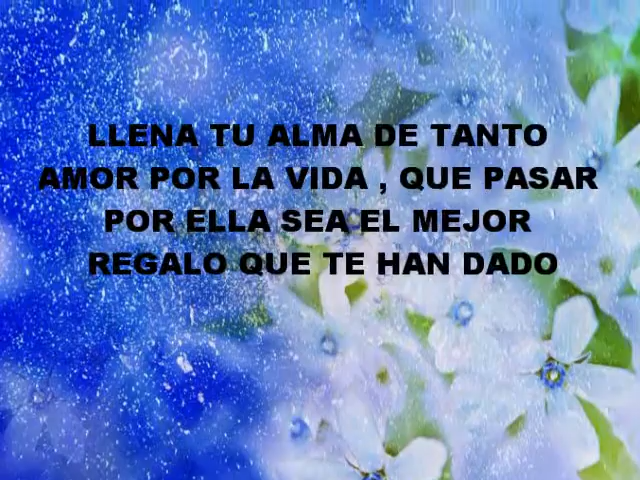 LLENA TU ALMA DE TANTO
AMOR POR LA VIDA , QUE PASAR
POR ELLA SEA EL MEJOR
REGALO QUE TE HAN DADO